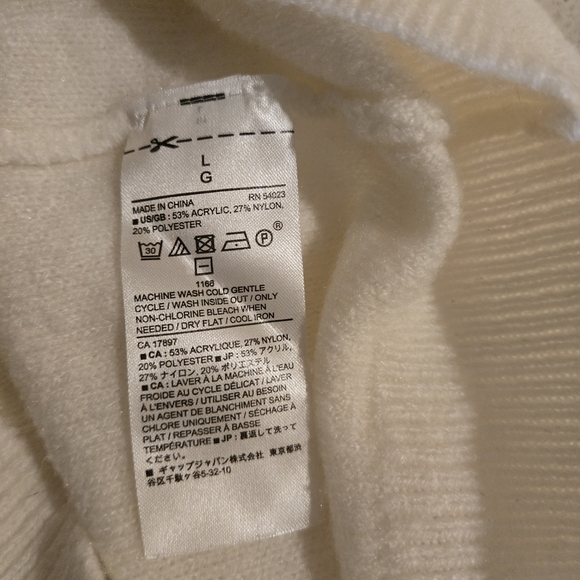 L
G
MADE IN CHINA RN 54023
■ US/GB : 53% ACRYLIC, 27% NYLON,
20% POLYESTER
30 P ®
1168
MACHINE WASH COLD GENTLE
CYCLE / WASH INSIDE OUT / ONLY
NON-CHLORINE BLEACH WHEN
NEEDED / DRY FLAT / COOL IRON
CA 17897
■ CA : 53% ACRYLIQUE, 27% NYLON,
20% POLYESTER ■ JP : 53% アクリル,
27% ナイロン, 20% ポリエステル
■ CA : LAVER À LA MACHINE À L'EAU
FROIDE AU CYCLE DÉLICAT / LAVER
À L'ENVERS / UTILISER AU BESOIN
UN AGENT DE BLANCHIMENT SANS
CHLORE UNIQUEMENT / SÉCHAGE À
PLAT / REPASSER À BASSE
TEMPÉRATURE ■ JP : 裏返して洗って
ください。
■ ギャップジャパン株式会社 東京都渋
谷区千駄ヶ谷5-32-10